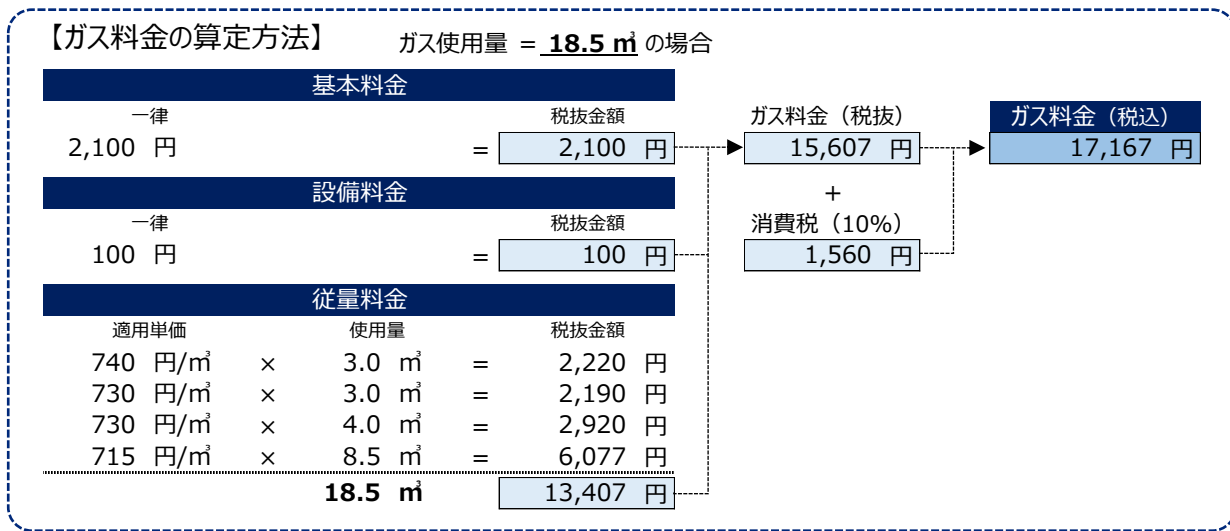 【ガス料金の算定方法】 ガス使用量 = 18.5 ㎥ の場合
基本料金
一律 税抜金額
2,100 円 = 2,100 円
設備料金
一律 税抜金額
100 円 = 100 円
従量料金
適用単価 使用量 税抜金額
740 円/㎥ × 3.0 ㎥ = 2,220 円
730 円/㎥ × 3.0 ㎥ = 2,190 円
730 円/㎥ × 4.0 ㎥ = 2,920 円
715 円/㎥ × 8.5 ㎥ = 6,077 円
18.5 ㎥ 13,407 円
ガス料金（税抜）
15,607 円
+
消費税（10%）
1,560 円
ガス料金（税込）
17,167 円